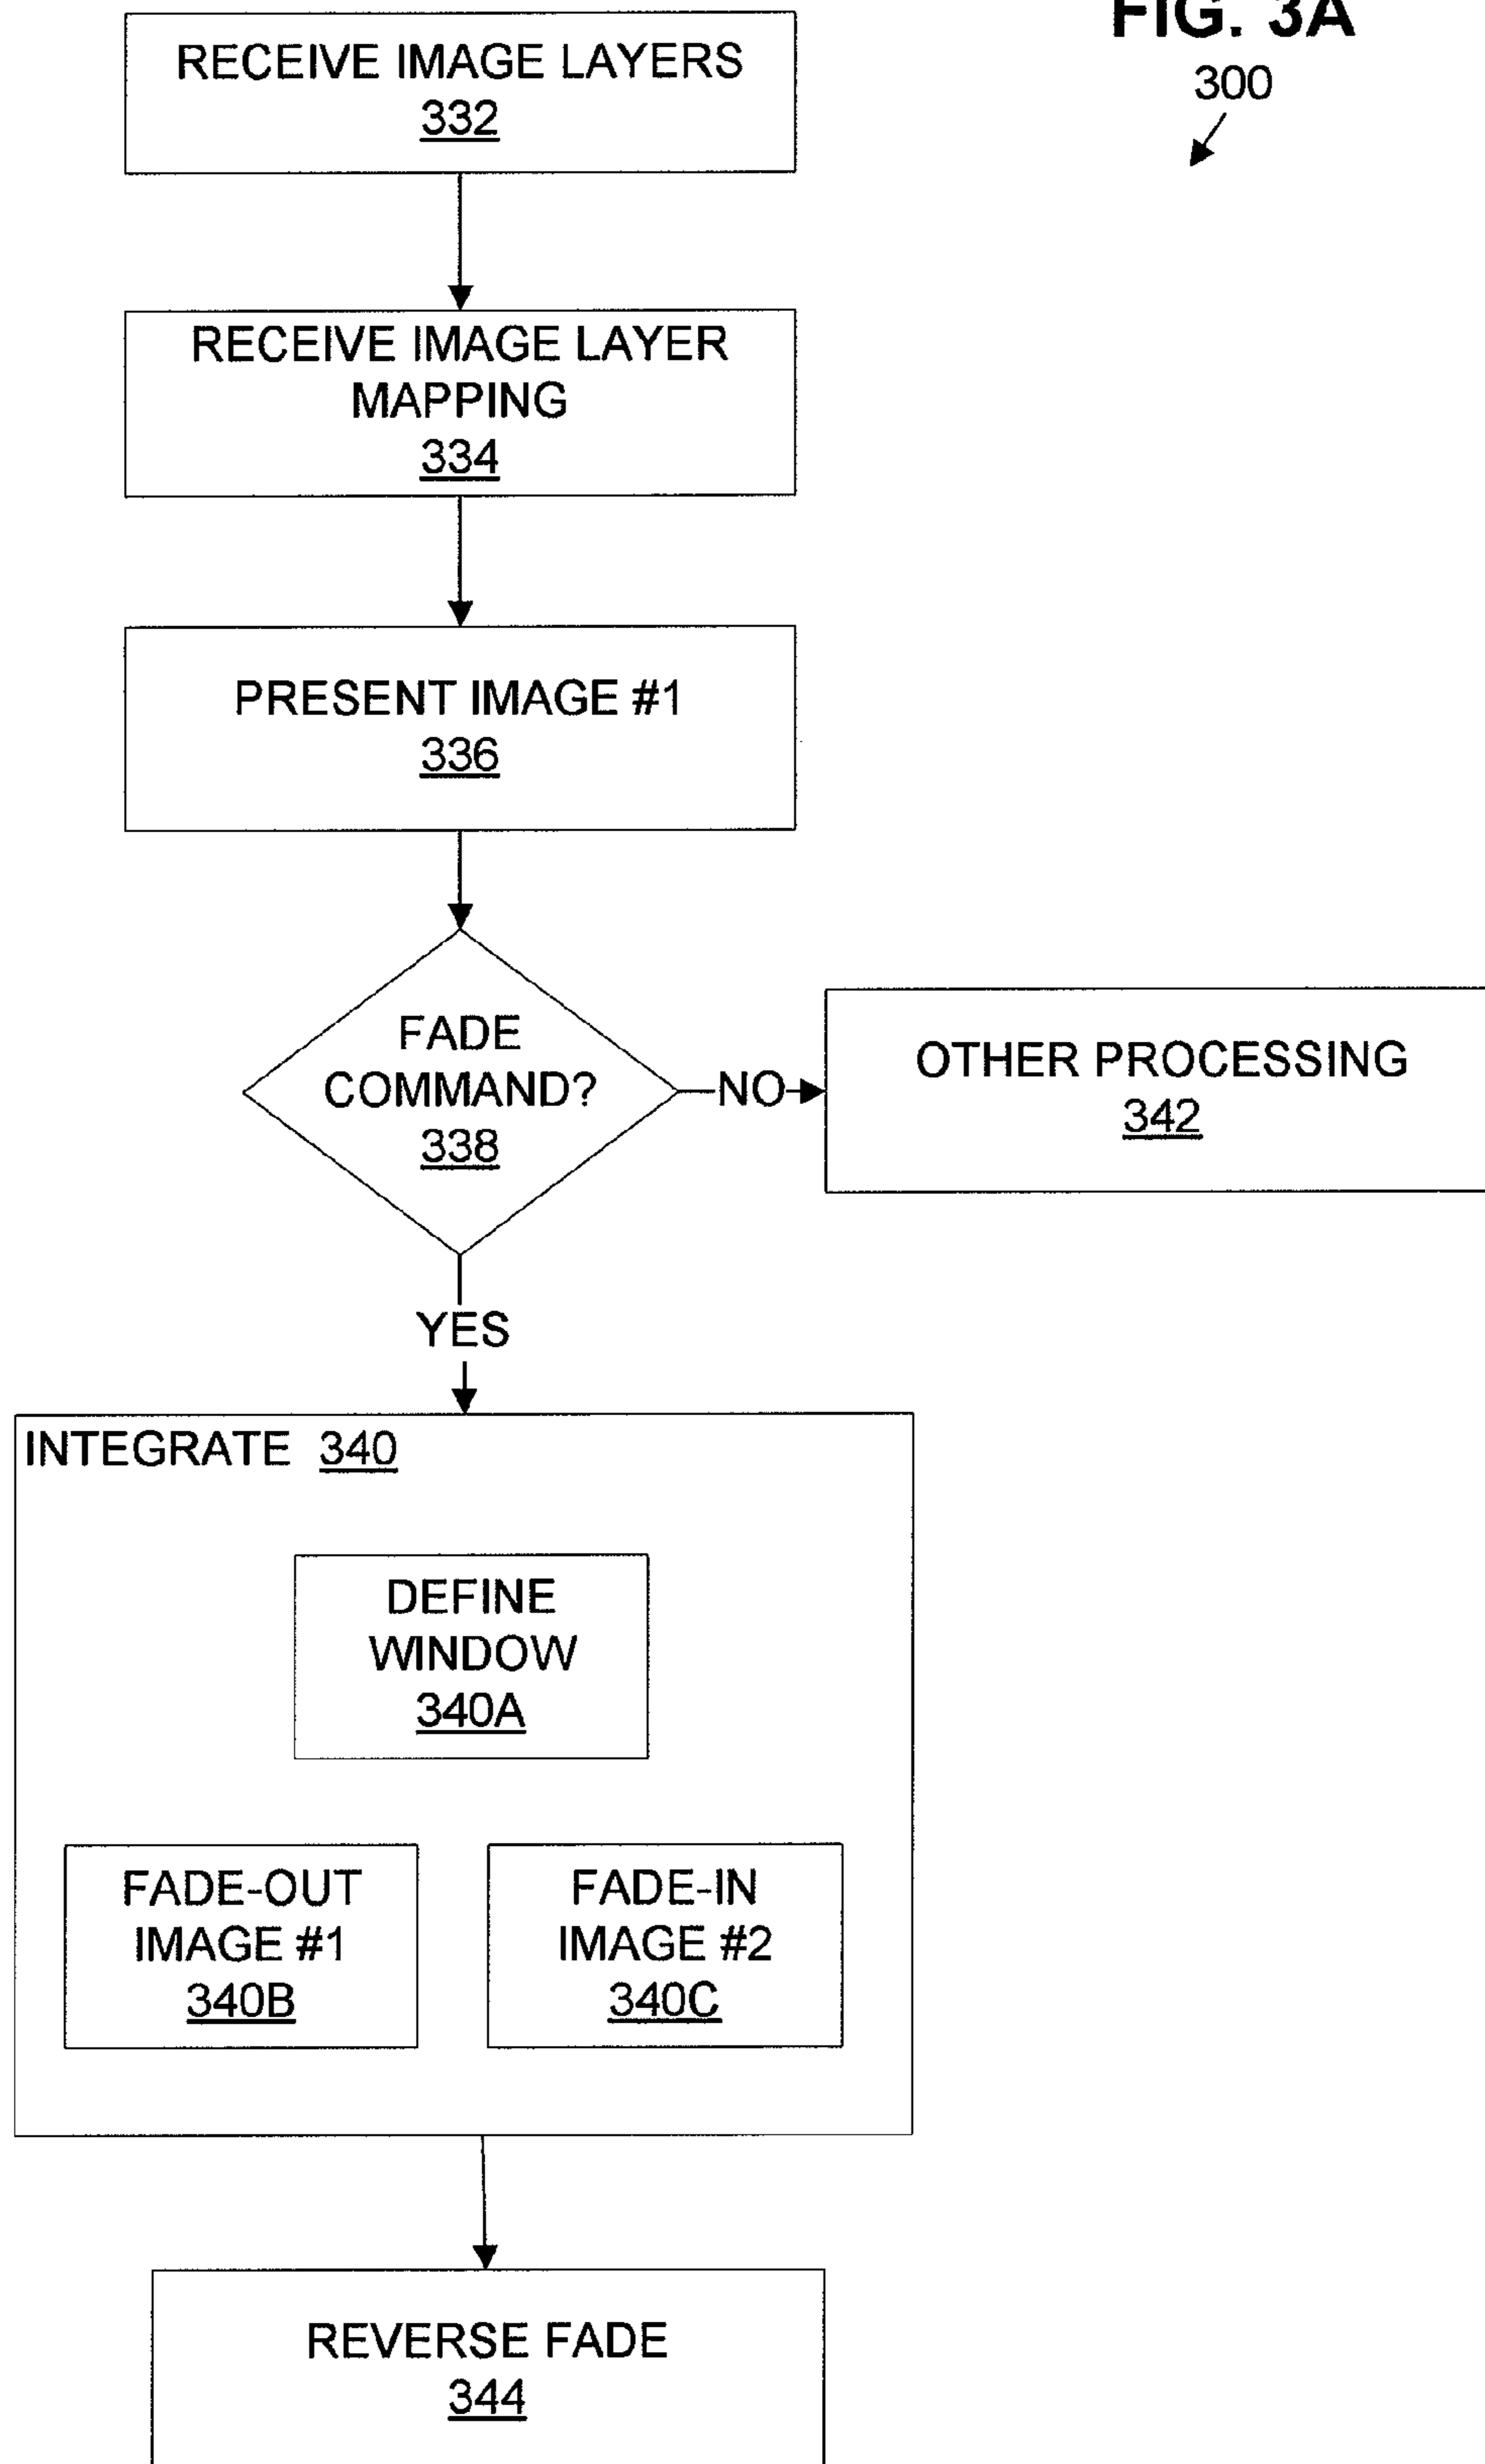 FIG. 3A
300
RECEIVE IMAGE LAYERS
332
RECEIVE IMAGE LAYER
MAPPING
334
PRESENT IMAGE #1
336
FADE
COMMAND?
338
NO
OTHER PROCESSING
342
YES
INTEGRATE 340
DEFINE
WINDOW
340A
FADE-OUT
IMAGE #1
340B
FADE-IN
IMAGE #2
340C
REVERSE FADE
344